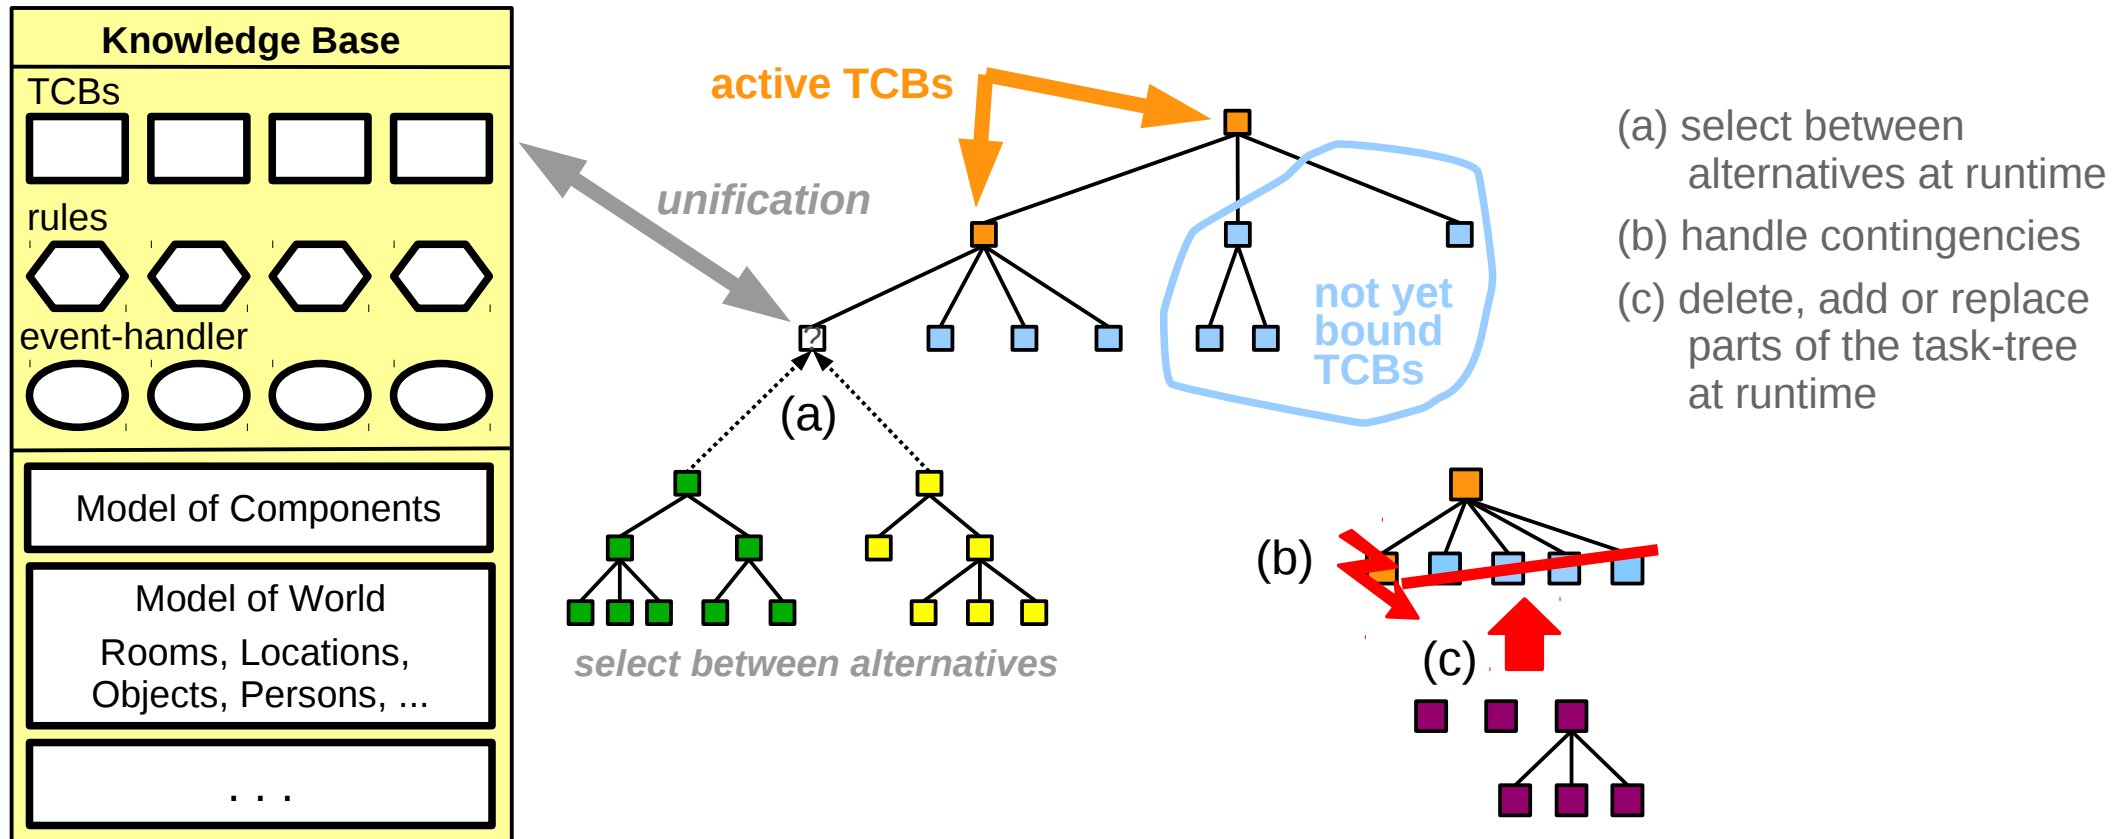 Knowledge Base
TCBs
rules
event-handler
Model of Components
Model of World
Rooms, Locations,
Objects, Persons, ...
. . .
active TCBs
unification
?
not yet
bound
TCBs
(a)
select between alternatives
(a) select between
alternatives at runtime
(b) handle contingencies
(c) delete, add or replace
parts of the task-tree
at runtime
(b)
(c)